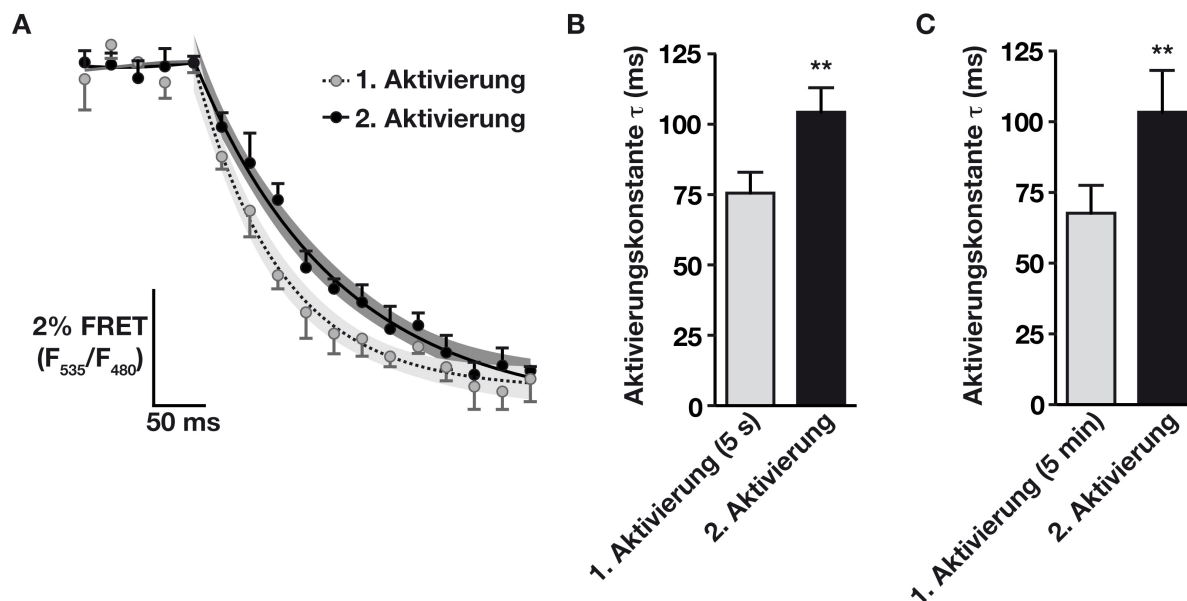 A
1. Aktivierung
2. Aktivierung
2% FRET
(F535/F480)
50 ms
B
Aktivierungskonstante τ (ms)
125
100
75
50
25
0
**
1. Aktivierung (5 s)
2. Aktivierung
C
Aktivierungskonstante τ (ms)
125
100
75
50
25
0
**
1. Aktivierung (5 min)
2. Aktivierung